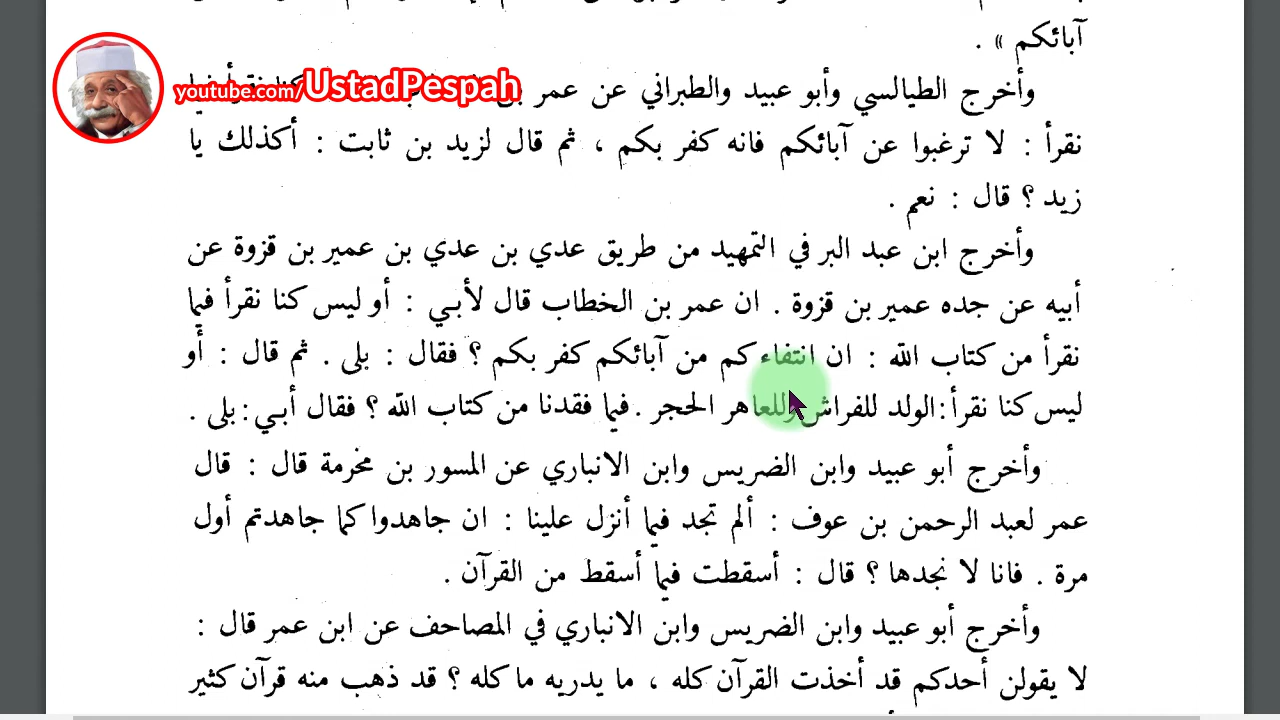 آبائكم » .
youtube.com/UstadPespah
وأخرج الطيالسي وأبو عبيد والطبراني عن عمر بن
نقرأ : لا ترغبوا عن آبائكم فانه كفر بكم ، ثم قال لزيد بن ثابت : أكذلك يا
زيد ؟ قال : نعم .
وأخرج ابن عبد البر في التمهيد من طريق عدي بن عدي بن عمير بن قزوة عن
أبيه عن جده عمير بن قزوة . ان عمر بن الخطاب قال لأبي : أو ليس كنا نقرأ فيما
نقرأ من كتاب الله : ان انتفاءكم من آبائكم كفر بكم ؟ فقال : بلى . ثم قال : أو
ليس كنا نقرأ : الولد للفراش وللعاهر الحجر . فيما فقدنا من كتاب الله ؟ فقال أبي : بلى .
وأخرج أبو عبيد وابن الضريس وابن الانباري عن المسور بن مخرمة قال : قال
عمر لعبد الرحمن بن عوف : ألم تجد فيما أنزل علينا : ان جاهدوا كما جاهدتم أول
مرة . فانا لا نجدها ؟ قال : أسقطت فيما أسقط من القرآن .
وأخرج أبو عبيد وابن الضريس وابن الانباري في المصاحف عن ابن عمر قال :
لا يقولن أحدكم قد أخذت القرآن كله ، ما يدريه ما كله ؟ قد ذهب منه قرآن كثير